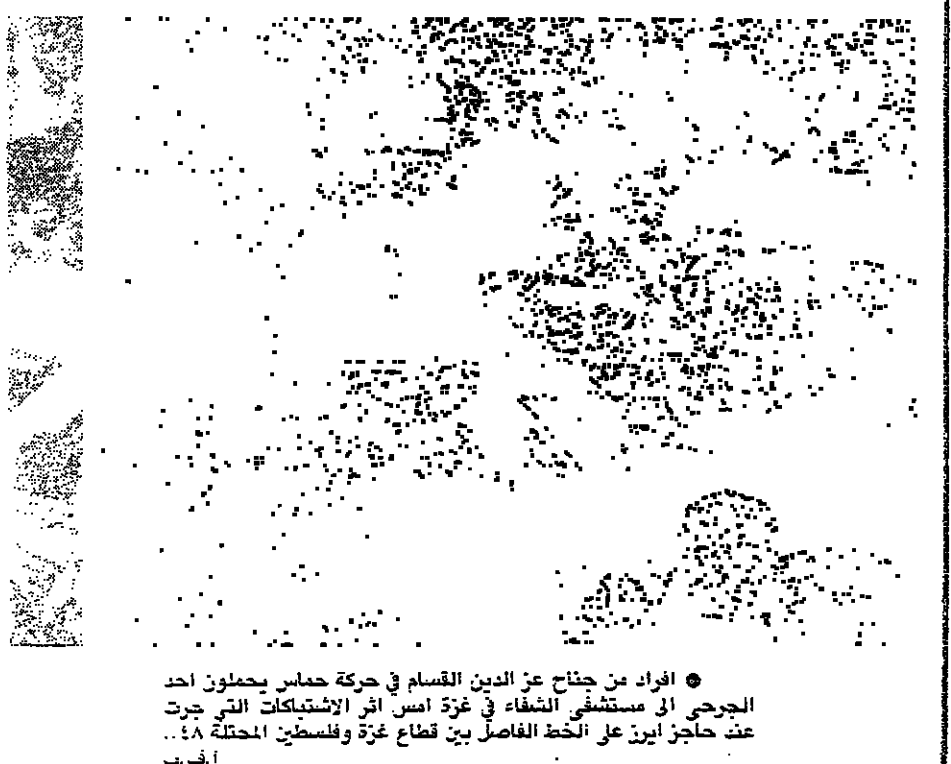 ● افراد من جناح عز الدين القسام في حركة حماس يحملون احد
الجرحى الى مستشفى الشفاء في غزة امس اثر الاشتباكات التي جرت
عند حاجز ايرز على الخط الفاصل بين قطاع غزة وفلسطين المحتلة ٤٨..
أ.ف.ب